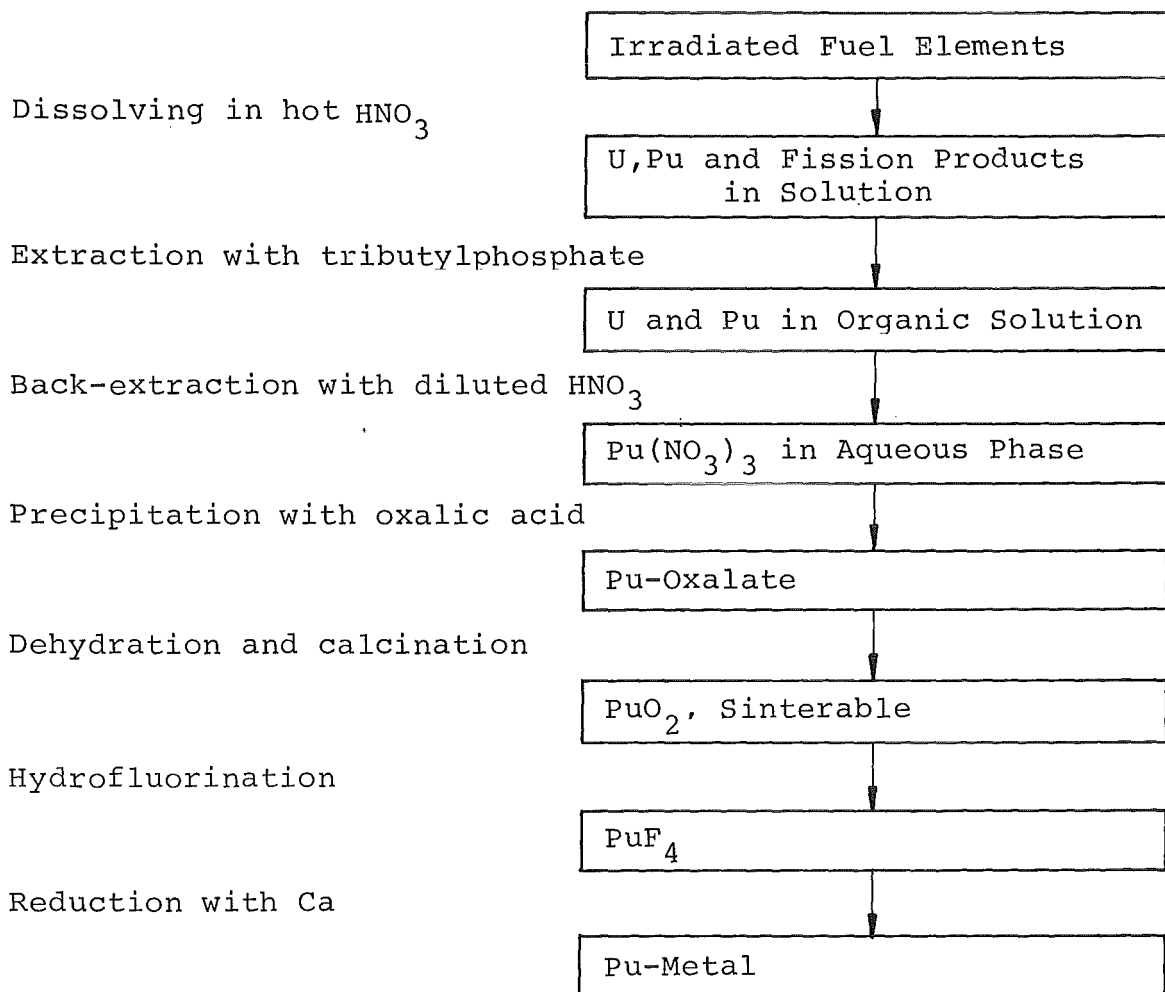 Irradiated Fuel Elements
Dissolving in hot HNO₃
U,Pu and Fission Products
in Solution
Extraction with tributylphosphate
U and Pu in Organic Solution
Back-extraction with diluted HNO₃
Pu(NO₃)₃ in Aqueous Phase
Precipitation with oxalic acid
Pu-Oxalate
Dehydration and calcination
PuO₂, Sinterable
Hydrofluorination
PuF₄
Reduction with Ca
Pu-Metal